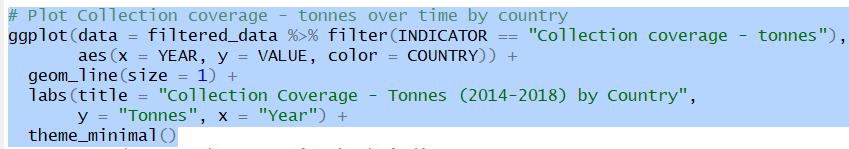 # Plot Collection coverage - tonnes over time by country
ggplot(data = filtered_data %>% filter(INDICATOR == "Collection coverage - tonnes"),
aes(x = YEAR, y = VALUE, color = COUNTRY)) +
geom_line(size = 1) +
labs(title = "Collection Coverage - Tonnes (2014-2018) by Country",
y = "Tonnes", x = "Year") +
theme_minimal()